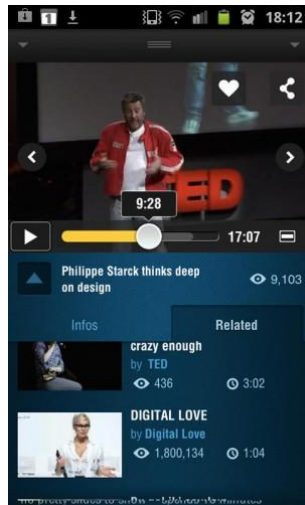 1
18:12
TED
9:28
17:07
Philippe Starck thinks deep
on design
9,103
Infos
Related
crazy enough
by TED
436
3:02
DIGITAL LOVE
by Digital Love
1,800,134
1:04